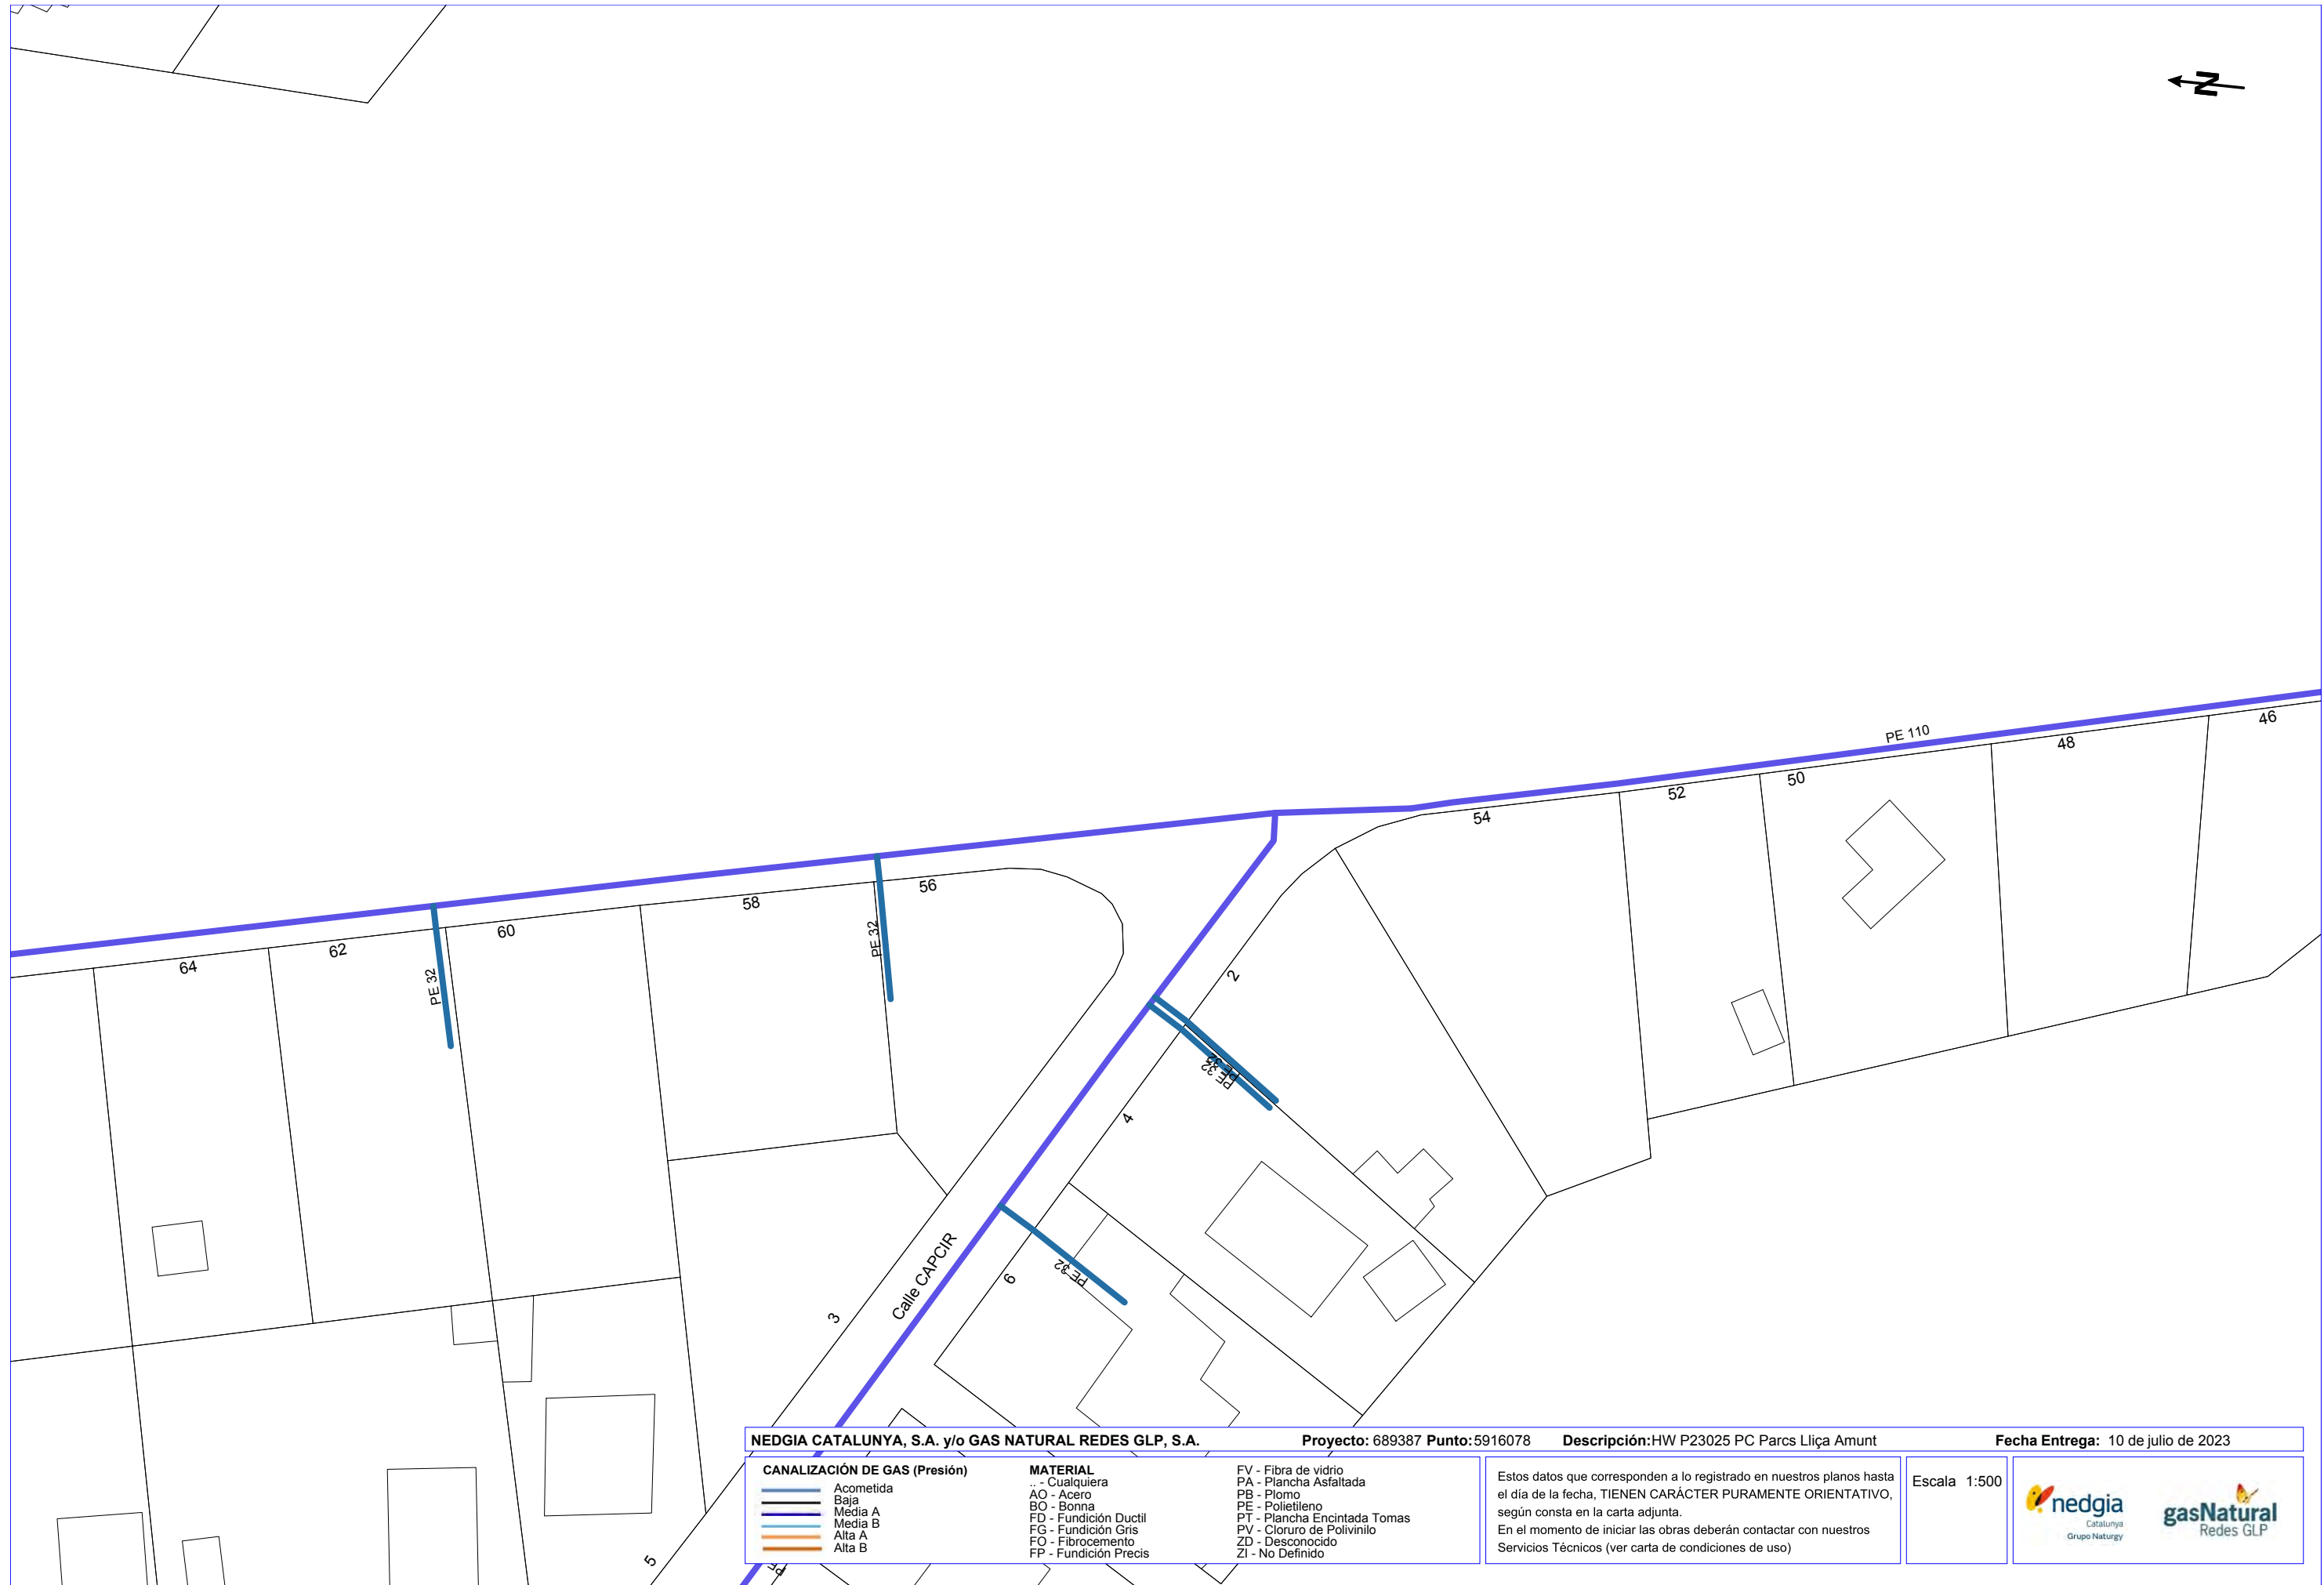 N
PE 110
46
48
50
52
54
56
58
60
62
64
PE 32
PE 32
2
PE 32
PE 32
4
PE 32
6
Calle CAPCIR
3
5
NEDGIA CATALUNYA, S.A. y/o GAS NATURAL REDES GLP, S.A. Proyecto: 689387 Punto:5916078 Descripción:HW P23025 PC Parcs Lliça Amunt Fecha Entrega: 10 de julio de 2023
CANALIZACIÓN DE GAS (Presión)
Acometida
Baja
Media A
Media B
Alta A
Alta B
MATERIAL
.. - Cualquiera
AO - Acero
BO - Bonna
FD - Fundición Ductil
FG - Fundición Gris
FO - Fibrocemento
FP - Fundición Precis
FV - Fibra de vidrio
PA - Plancha Asfaltada
PB - Plomo
PE - Polietileno
PT - Plancha Encintada Tomas
PV - Cloruro de Polivinilo
ZD - Desconocido
ZI - No Definido
Estos datos que corresponden a lo registrado en nuestros planos hasta
el día de la fecha, TIENEN CARÁCTER PURAMENTE ORIENTATIVO,
según consta en la carta adjunta.
En el momento de iniciar las obras deberán contactar con nuestros
Servicios Técnicos (ver carta de condiciones de uso)
Escala 1:500
nedgia
Catalunya
Grupo Naturgy
gasNatural
Redes GLP